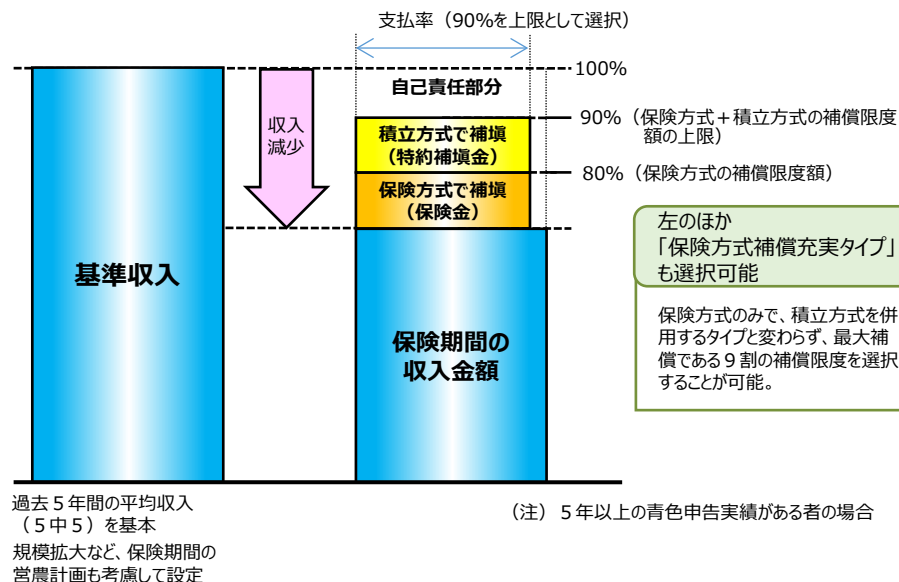 支払率（90%を上限として選択）
100%
自己責任部分
収入
減少
90%（保険方式＋積立方式の補償限度
額の上限）
積立方式で補塡
（特約補塡金）
80%（保険方式の補償限度額）
保険方式で補塡
（保険金）
左のほか
「保険方式補償充実タイプ」
も選択可能
基準収入
保険方式のみで、積立方式を併
用するタイプと変わらず、最大補
償である９割の補償限度を選択
することが可能。
保険期間の
収入金額
過去５年間の平均収入
（５中５）を基本
規模拡大など、保険期間の
営農計画も考慮して設定
（注）５年以上の青色申告実績がある者の場合